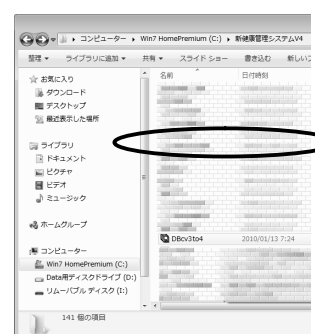 コンピューター ▸ Win7 HomePremium (C:) ▸ 新健康管理システムV4
整理 ▼ ライブラリに追加 ▼ 共有 ▼ スライド ショー 書き込む 新しい
名前 日付時刻
お気に入り
ダウンロード
デスクトップ
最近表示した場所
ライブラリ
ドキュメント
ピクチャ
ビデオ
ミュージック
ホームグループ
コンピューター
Win7 HomePremium (C:)
Data用ディスクドライブ (D:)
リムーバブル ディスク (I:)
DBcv3to4 2010/01/13 7:24
141 個の項目